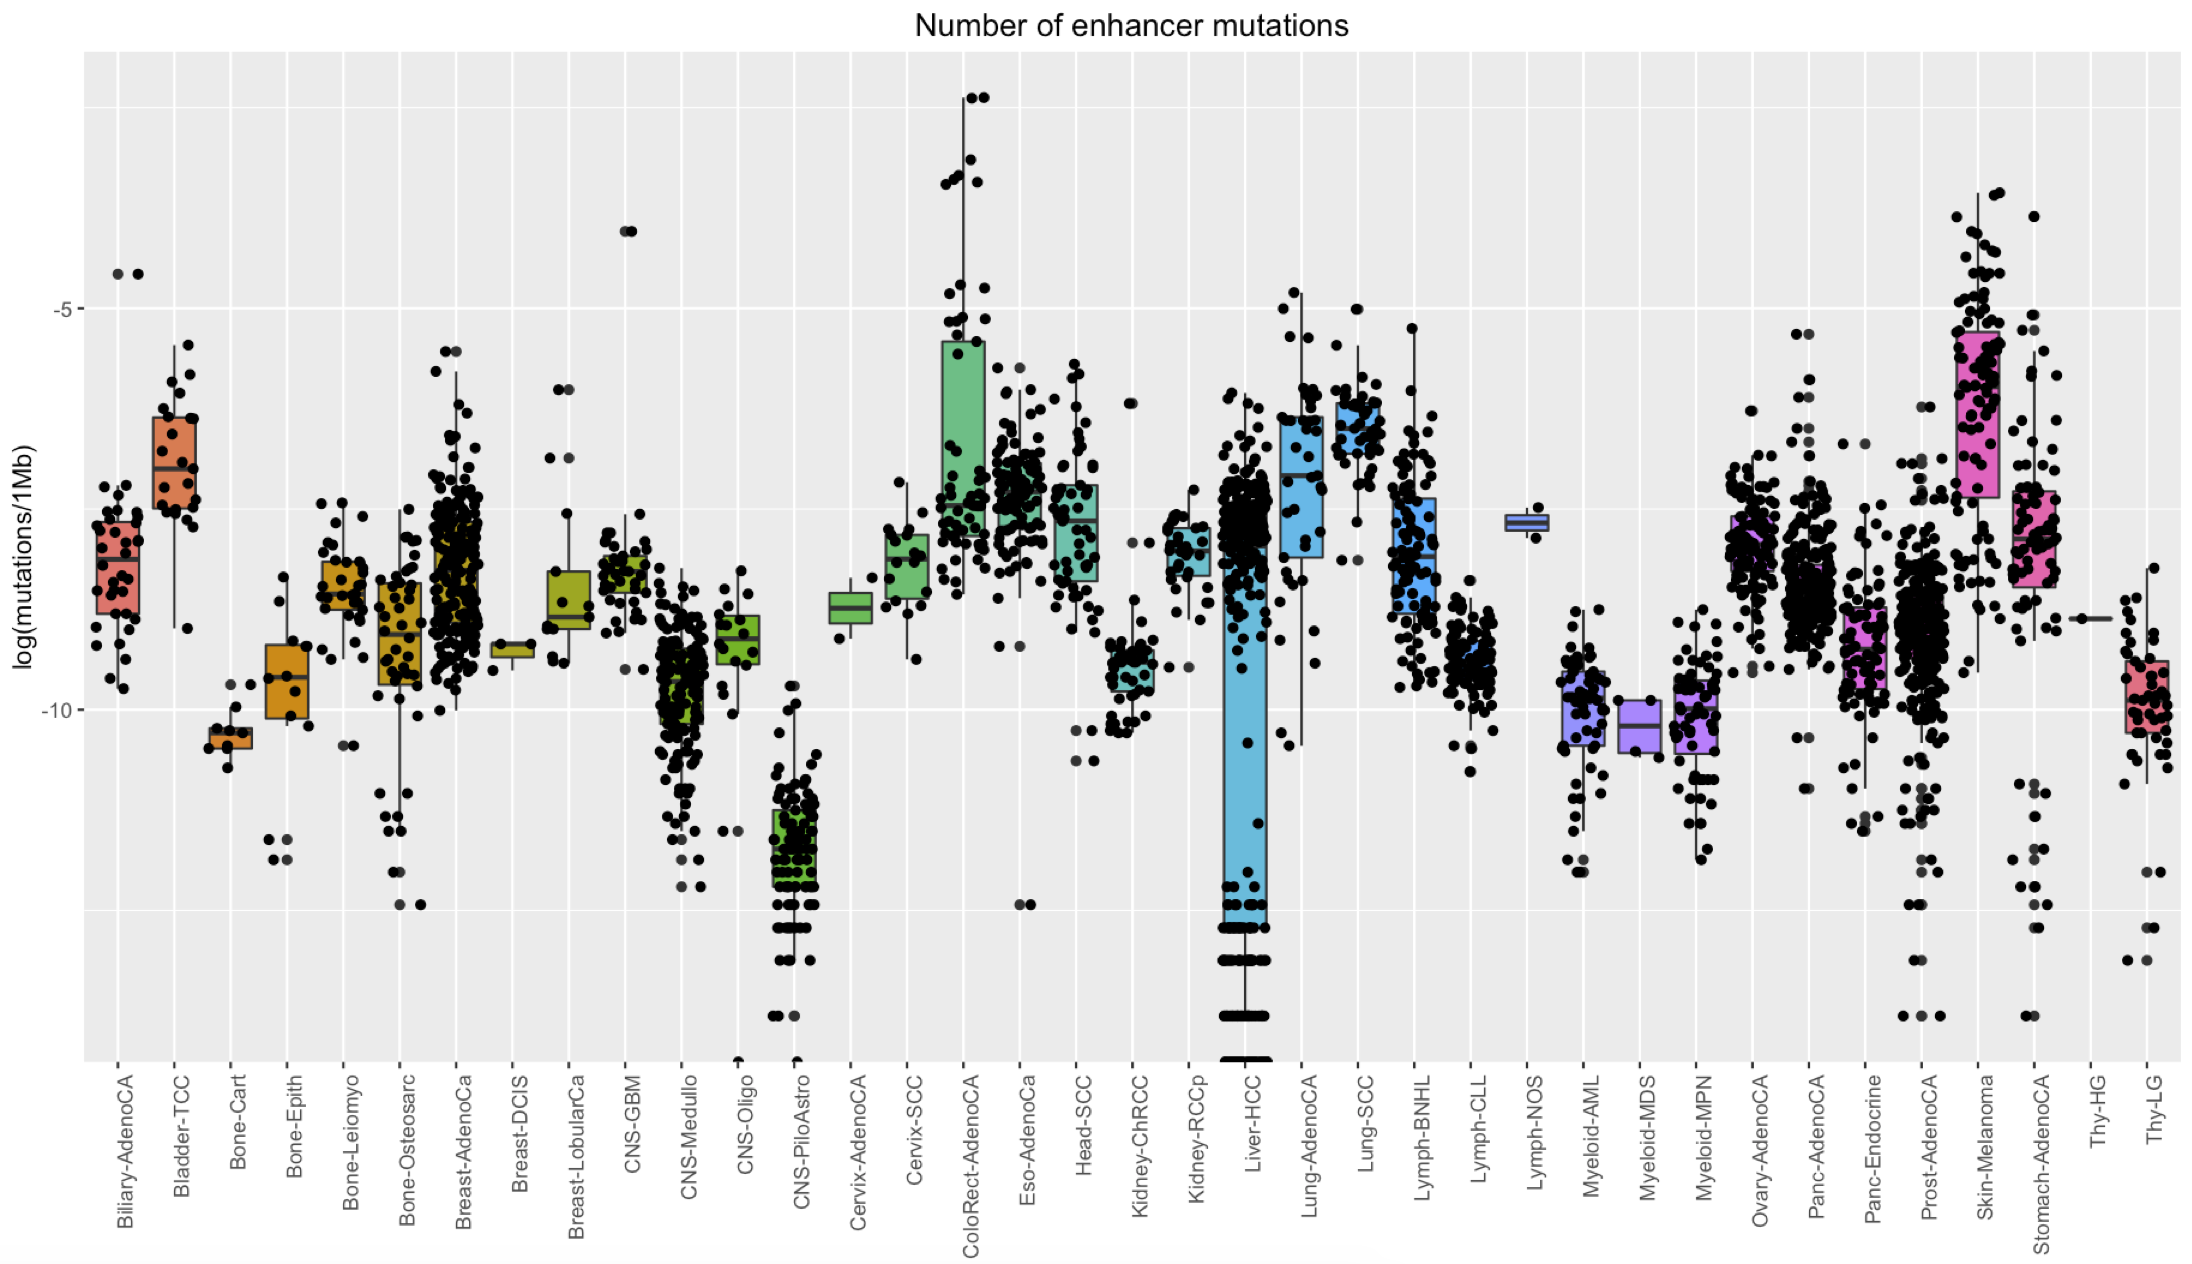 Number of enhancer mutations
log(mutations/1Mb)
-5
-10
Biliary-AdenoCA
Bladder-TCC
Bone-Cart
Bone-Epith
Bone-Leiomyo
Bone-Osteosarc
Breast-AdenoCa
Breast-DCIS
Breast-LobularCa
CNS-GBM
CNS-Medullo
CNS-Oligo
CNS-PiloAstro
Cervix-AdenoCA
Cervix-SCC
ColoRect-AdenoCA
Eso-AdenoCa
Head-SCC
Kidney-ChRCC
Kidney-RCCp
Liver-HCC
Lung-AdenoCA
Lung-SCC
Lymph-BNHL
Lymph-CLL
Lymph-NOS
Myeloid-AML
Myeloid-MDS
Myeloid-MPN
Ovary-AdenoCA
Panc-AdenoCA
Panc-Endocrine
Prost-AdenoCA
Skin-Melanoma
Stomach-AdenoCA
Thy-HG
Thy-LG